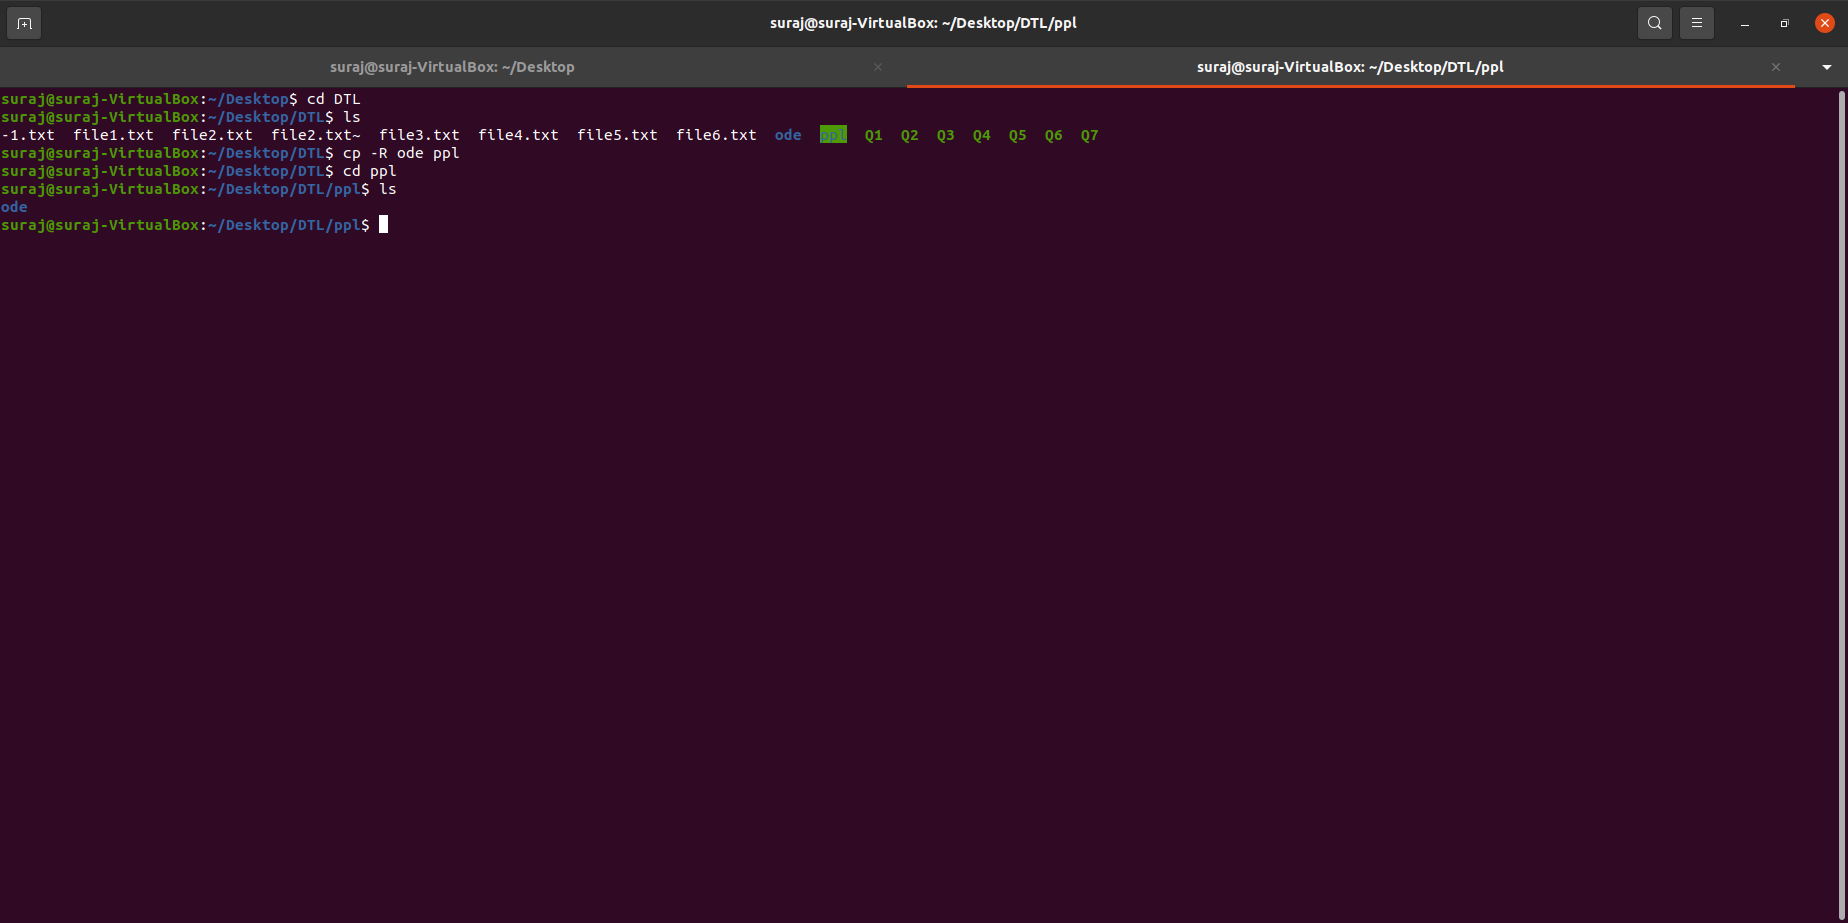 suraj@suraj-VirtualBox: ~/Desktop/DTL/ppl
suraj@suraj-VirtualBox: ~/Desktop
suraj@suraj-VirtualBox: ~/Desktop/DTL/ppl
suraj@suraj-VirtualBox:~/Desktop$ cd DTL
suraj@suraj-VirtualBox:~/Desktop/DTL$ ls
-1.txt  file1.txt  file2.txt  file2.txt~  file3.txt  file4.txt  file5.txt  file6.txt  ode  ppl  Q1  Q2  Q3  Q4  Q5  Q6  Q7
suraj@suraj-VirtualBox:~/Desktop/DTL$ cp -R ode ppl
suraj@suraj-VirtualBox:~/Desktop/DTL$ cd ppl
suraj@suraj-VirtualBox:~/Desktop/DTL/ppl$ ls
ode
suraj@suraj-VirtualBox:~/Desktop/DTL/ppl$